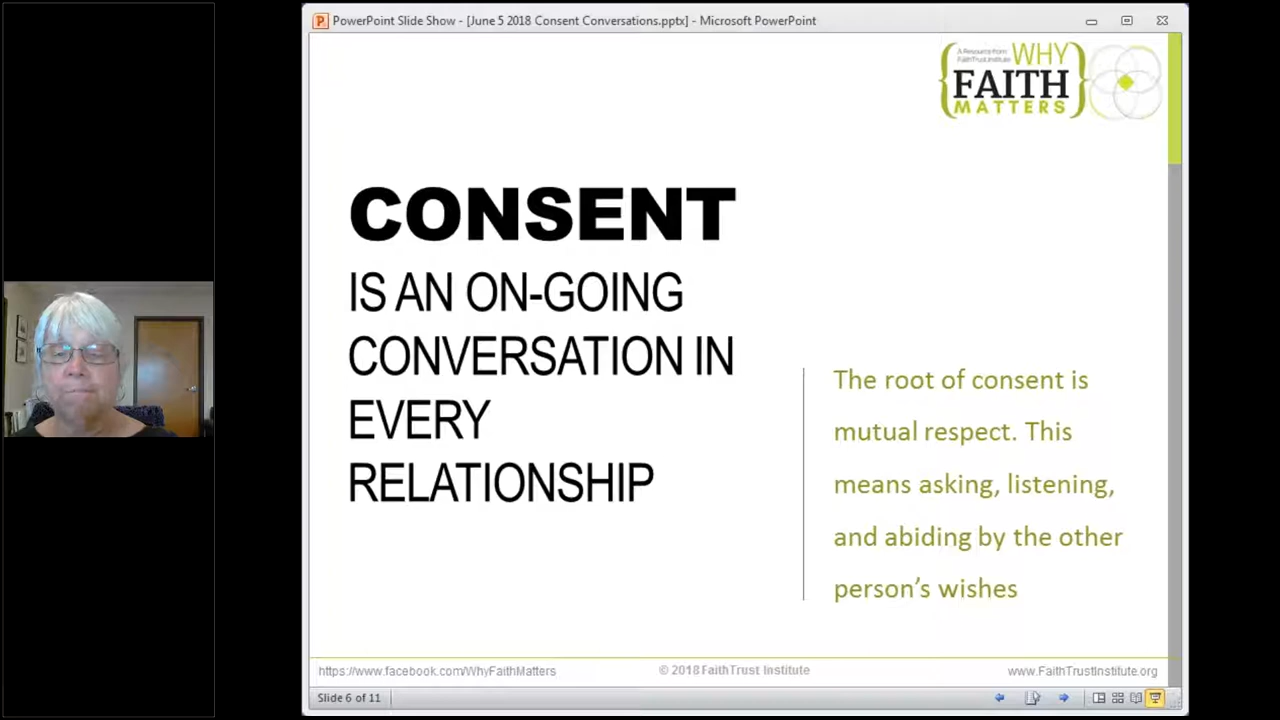 PowerPoint Slide Show - [June 5 2018 Consent Conversations.pptx] - Microsoft PowerPoint
A Resource from
FaithTrust Institute
WHY
FAITH
MATTERS
CONSENT
IS AN ON-GOING
CONVERSATION IN
EVERY
RELATIONSHIP
The root of consent is
mutual respect. This
means asking, listening,
and abiding by the other
person’s wishes
https://www.facebook.com/WhyFaithMatters
© 2018 FaithTrust Institute
www.FaithTrustInstitute.org
Slide 6 of 11